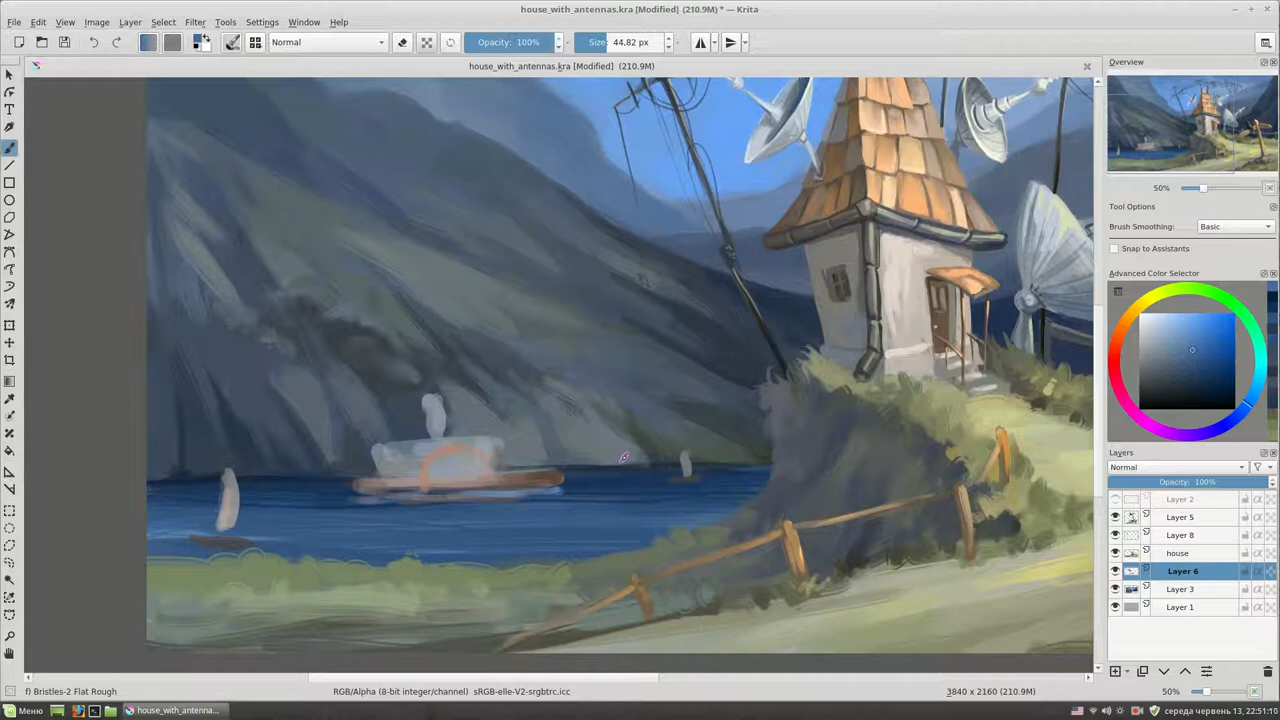 house_with_antennas.kra [Modified] (210.9M) * — Krita
File Edit View Image Layer Select Filter Tools Settings Window Help
Normal Opacity: 100% Size: 44.82 px
house_with_antennas.kra [Modified] (210.9M)
Overview
50%
Tool Options
Brush Smoothing: Basic
Snap to Assistants
Advanced Color Selector
Layers
Normal
Opacity: 100%
Layer 2
Layer 5
Layer 8
house
Layer 6
Layer 3
Layer 1
f) Bristles-2 Flat Rough RGB/Alpha (8-bit integer/channel) sRGB-elle-V2-srgbtrc.icc 3840 x 2160 (210.9M) 50%
Меню house_with_antenna... середа червень 13, 22:51:10